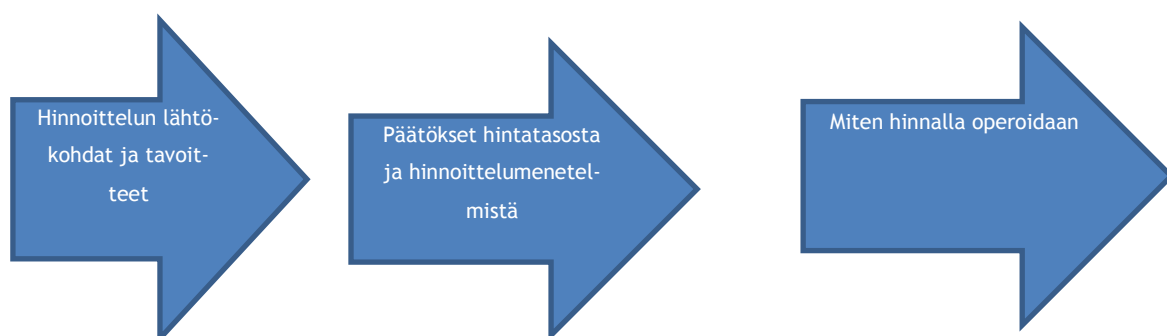 Hinnoittelun lähtö-
kohdat ja tavoit-
teet
Päätökset hintatasosta
ja hinnoittelumenetel-
mistä
Miten hinnalla operoidaan